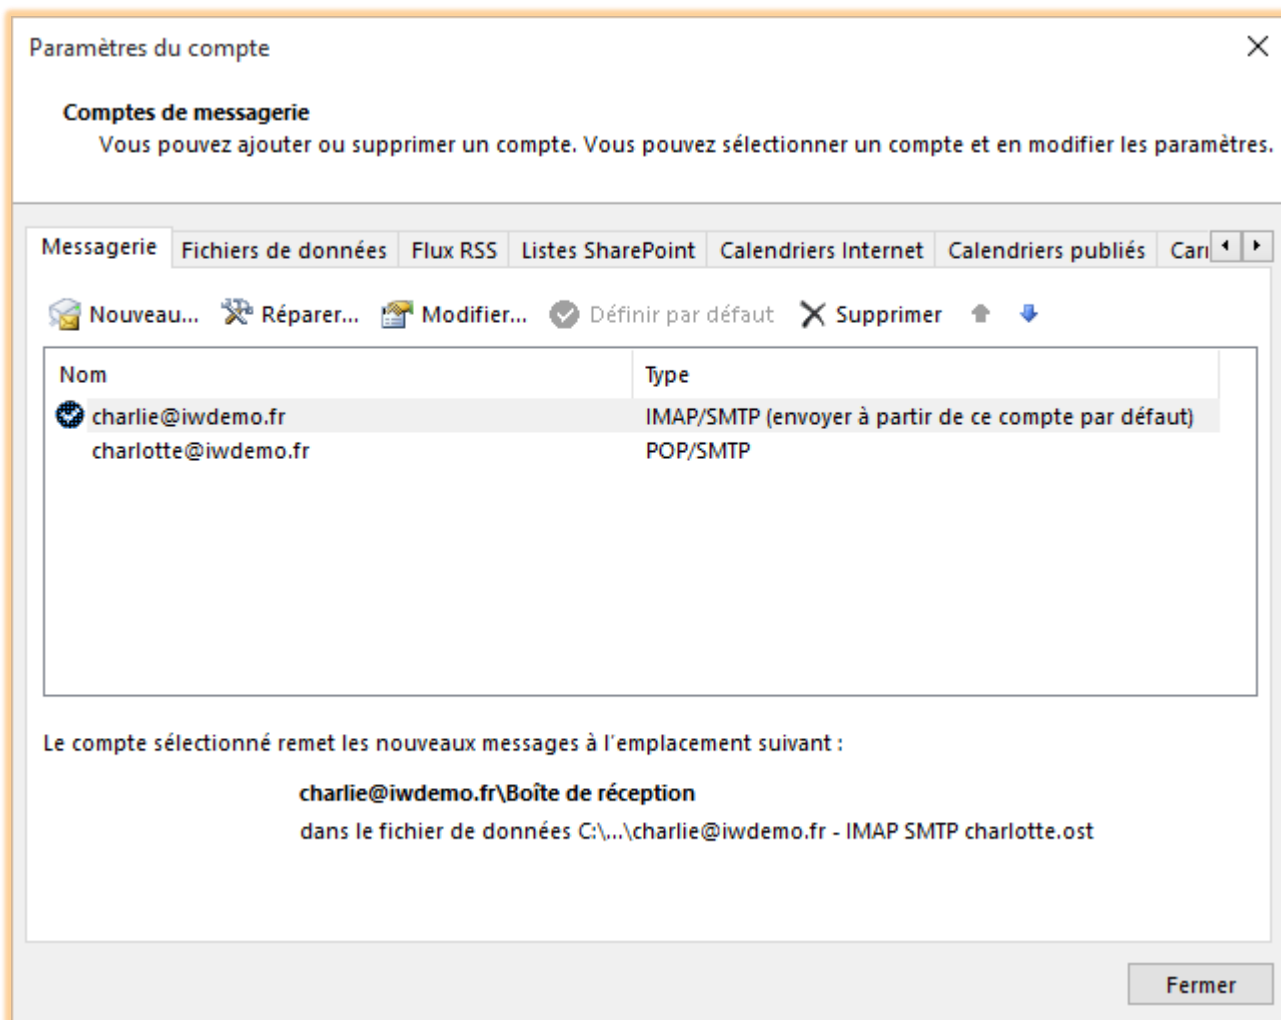 Paramètres du compte
Comptes de messagerie
Vous pouvez ajouter ou supprimer un compte. Vous pouvez sélectionner un compte et en modifier les paramètres.
Messagerie Fichiers de données Flux RSS Listes SharePoint Calendriers Internet Calendriers publiés
Nouveau... Réparer... Modifier... Définir par défaut Supprimer
Nom Type
charlie@iwdemo.fr IMAP/SMTP (envoyer à partir de ce compte par défaut)
charlotte@iwdemo.fr POP/SMTP
Le compte sélectionné remet les nouveaux messages à l'emplacement suivant :
charlie@iwdemo.fr\Boîte de réception
dans le fichier de données C:\...\charlie@iwdemo.fr - IMAP SMTP charlotte.ost
Fermer